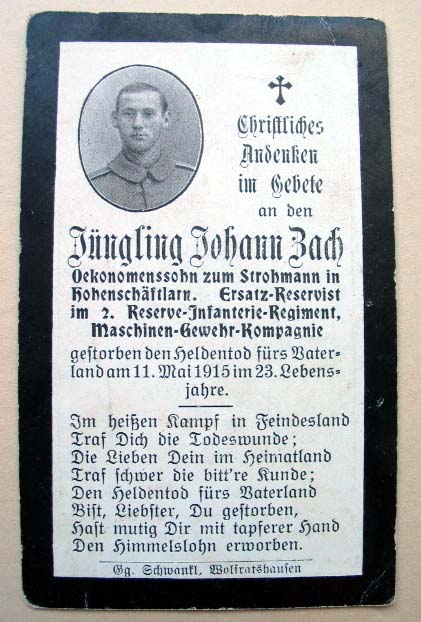 Christliches
Andenken
im Gebete
an den
Jüngling Johann Zach
Oekonomenssohn zum Strohmann in
Hohenschäftlarn. Ersatz-Reservist
im 2. Reserve-Infanterie-Regiment,
Maschinen-Gewehr-Kompagnie
gestorben den Heldentod fürs Vater-
land am 11. Mai 1915 im 23. Lebens-
jahre.
Im heißen Kampf in Feindesland
Traf Dich die Todeswunde;
Die Lieben Dein im Heimatland
Traf schwer die bitt're Kunde;
Den Heldentod fürs Vaterland
Bist, Liebster, Du gestorben,
Hast mutig Dir mit tapferer Hand
Den Himmelslohn erworben.
Gg. Schwankl, Wolfratshausen